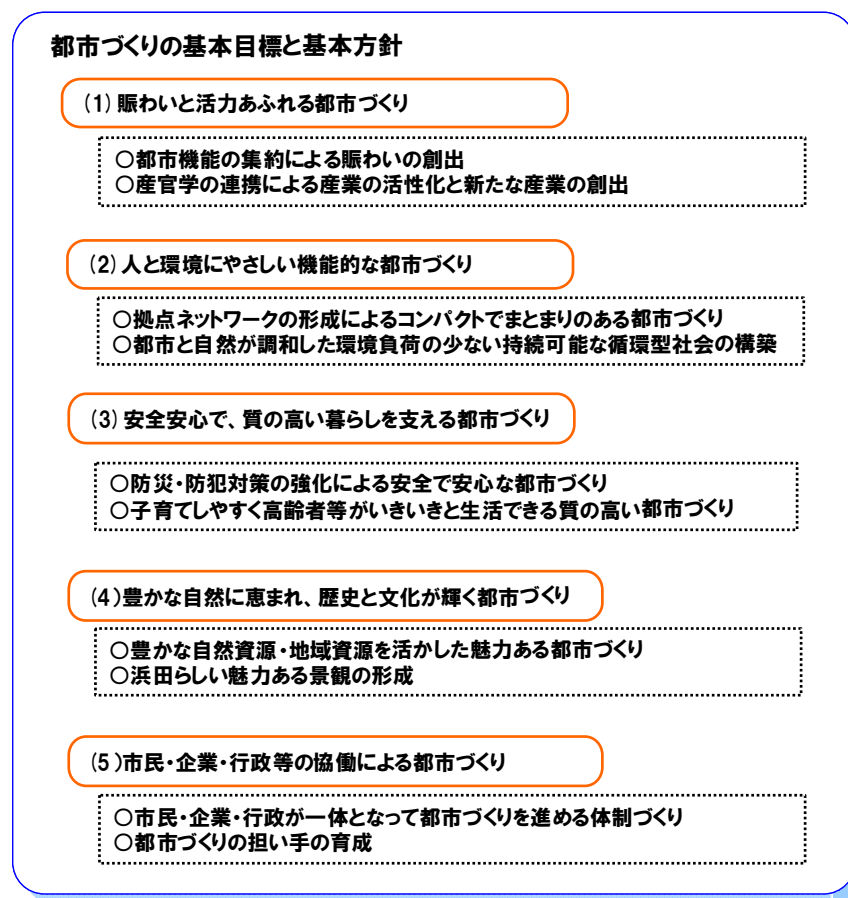 都市づくりの基本目標と基本方針
(1)賑わいと活力あふれる都市づくり
○都市機能の集約による賑わいの創出
○産官学の連携による産業の活性化と新たな産業の創出
(2)人と環境にやさしい機能的な都市づくり
○拠点ネットワークの形成によるコンパクトでまとまりのある都市づくり
○都市と自然が調和した環境負荷の少ない持続可能な循環型社会の構築
(3)安全安心で、質の高い暮らしを支える都市づくり
○防災・防犯対策の強化による安全で安心な都市づくり
○子育てしやすく高齢者等がいきいきと生活できる質の高い都市づくり
(4)豊かな自然に恵まれ、歴史と文化が輝く都市づくり
○豊かな自然資源・地域資源を活かした魅力ある都市づくり
○浜田らしい魅力ある景観の形成
(5)市民・企業・行政等の協働による都市づくり
○市民・企業・行政が一体となって都市づくりを進める体制づくり
○都市づくりの担い手の育成